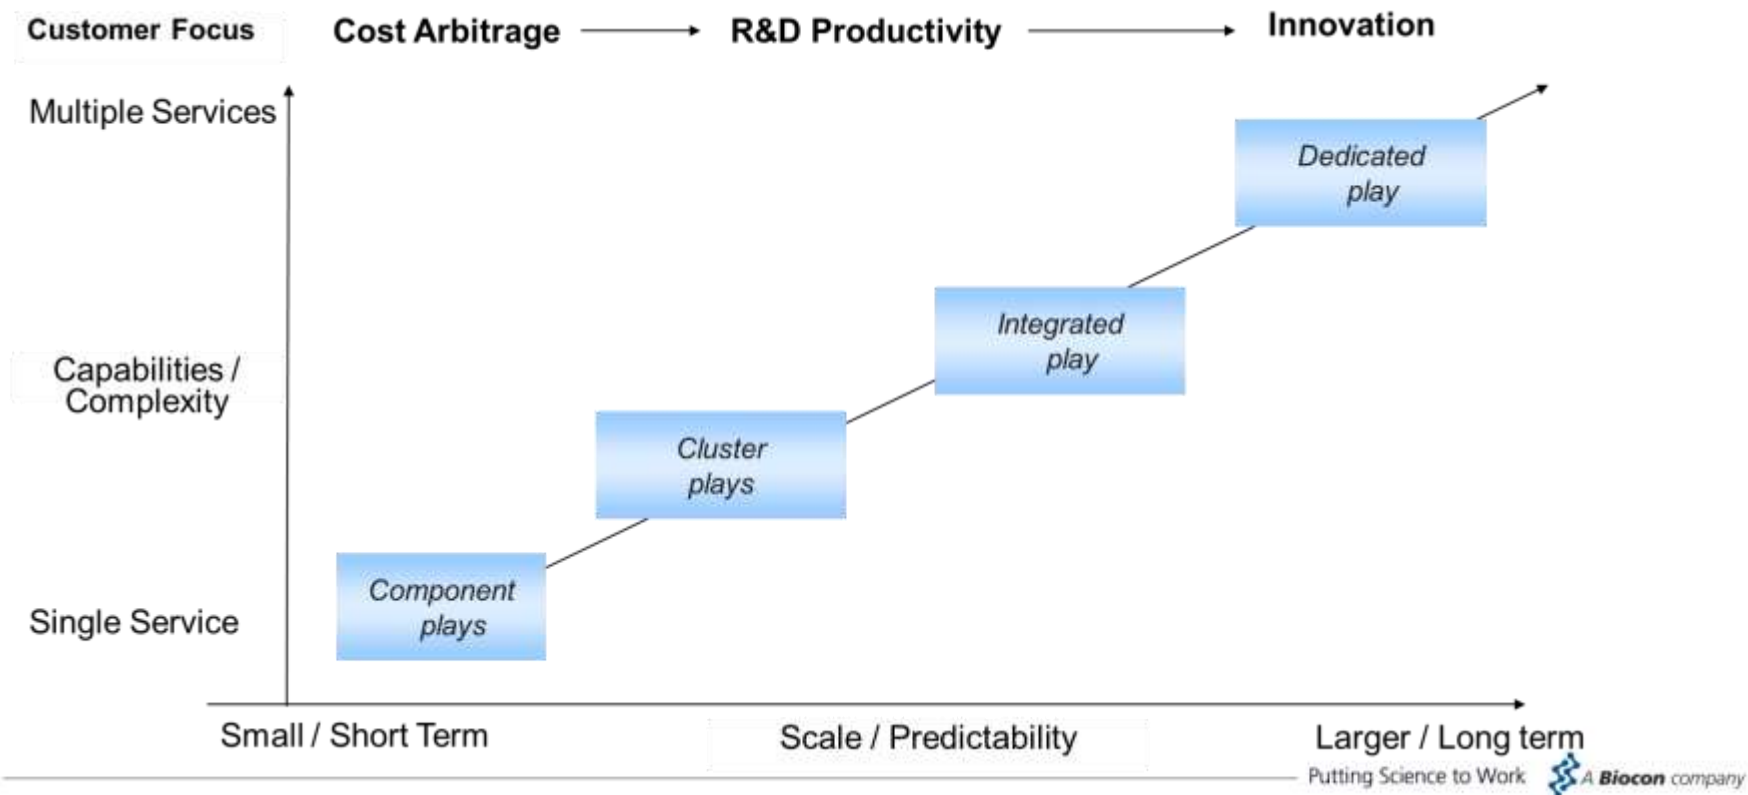 Customer Focus
Cost Arbitrage
R&D Productivity
Innovation
Multiple Services
Dedicated
play
Integrated
play
Capabilities /
Complexity
Cluster
plays
Component
plays
Single Service
Small / Short Term
Scale / Predictability
Larger / Long term
Putting Science to Work
A Biocon company